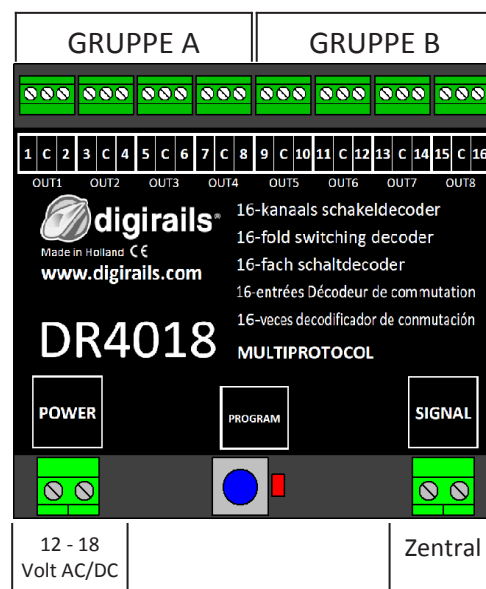 GRUPPE A GRUPPE B
1 C 2 3 C 4 5 C 6 7 C 8 9 C 10 11 C 12 13 C 14 15 C 16
OUT1 OUT2 OUT3 OUT4 OUT5 OUT6 OUT7 OUT8
digirails®
Made in Holland CE
www.digirails.com
16-kanaals schakeldecoder
16-fold switching decoder
16-fach schaltdecoder
16-entrées Décodeur de commutation
16-veces decodificador de conmutación
DR4018
MULTIPROTOCOL
POWER
PROGRAM
SIGNAL
12 - 18
Volt AC/DC
Zentral